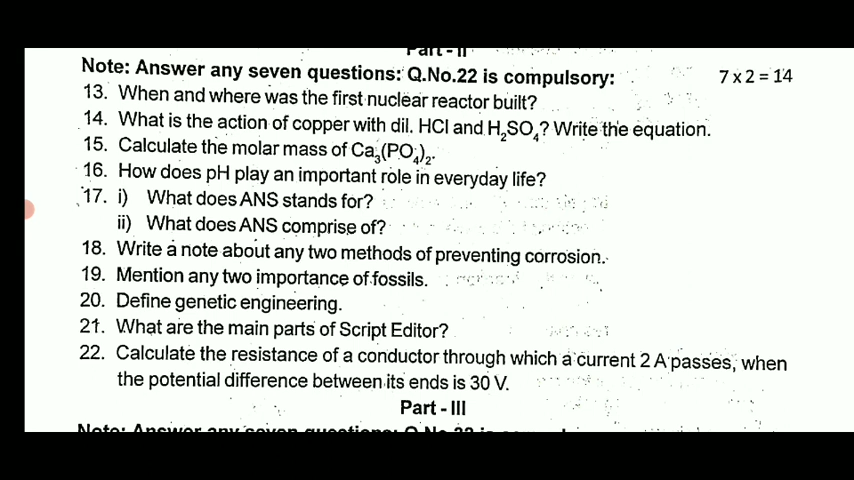 Part - II
Note: Answer any seven questions: Q.No.22 is compulsory: 7 x 2 = 14
13. When and where was the first nuclear reactor built?
14. What is the action of copper with dil. HCl and H₂SO₄? Write the equation.
15. Calculate the molar mass of Ca₃(PO₄)₂.
16. How does pH play an important role in everyday life?
17. i) What does ANS stands for?
ii) What does ANS comprise of?
18. Write a note about any two methods of preventing corrosion.
19. Mention any two importance of fossils.
20. Define genetic engineering.
21. What are the main parts of Script Editor?
22. Calculate the resistance of a conductor through which a current 2 A passes, when
the potential difference between its ends is 30 V.
Part - III
Note: Answer any seven questions: Q.No